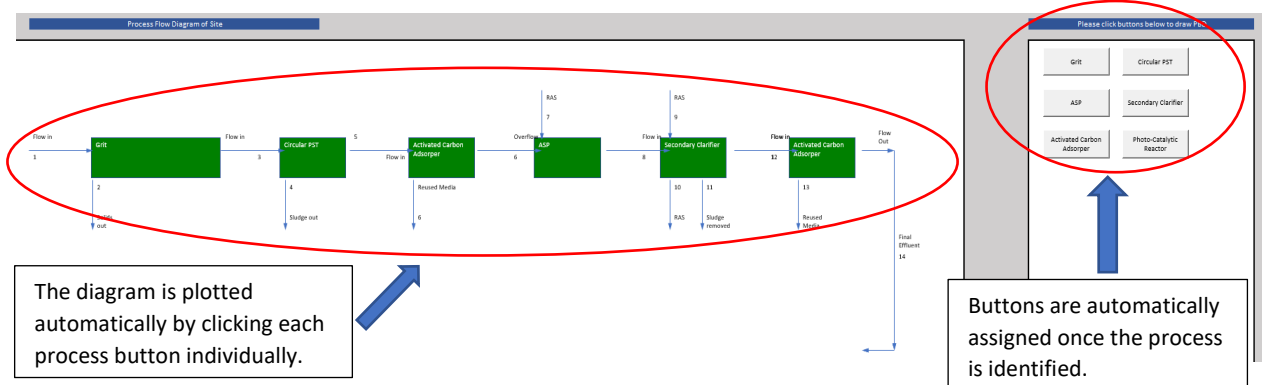 Process Flow Diagram of Site
Please click buttons below to draw PBD
Grit
Circular PST
ASP
Secondary Clarifier
Activated Carbon
Adsorper
Photo-Catalytic
Reactor
RAS
7
RAS
9
Flow in
1
Grit
Flow in
3
Circular PST
5
Flow in
Activated Carbon
Adsorper
Overflow
6
ASP
Flow in
8
Secondary Clarifier
Flow in
12
Activated Carbon
Adsorper
Flow
Out
2
out
4
Sludge out
Reused Media
6
10
RAS
11
Sludge
removed
13
Reused
Media
Final
Effluent
14
The diagram is plotted
automatically by clicking each
process button individually.
Buttons are automatically
assigned once the process
is identified.